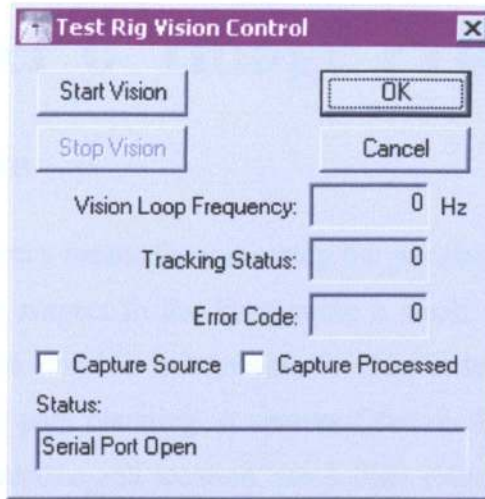 Test Rig Vision Control
Start Vision OK
Stop Vision Cancel
Vision Loop Frequency: 0 Hz
Tracking Status: 0
Error Code: 0
Capture Source Capture Processed
Status:
Serial Port Open